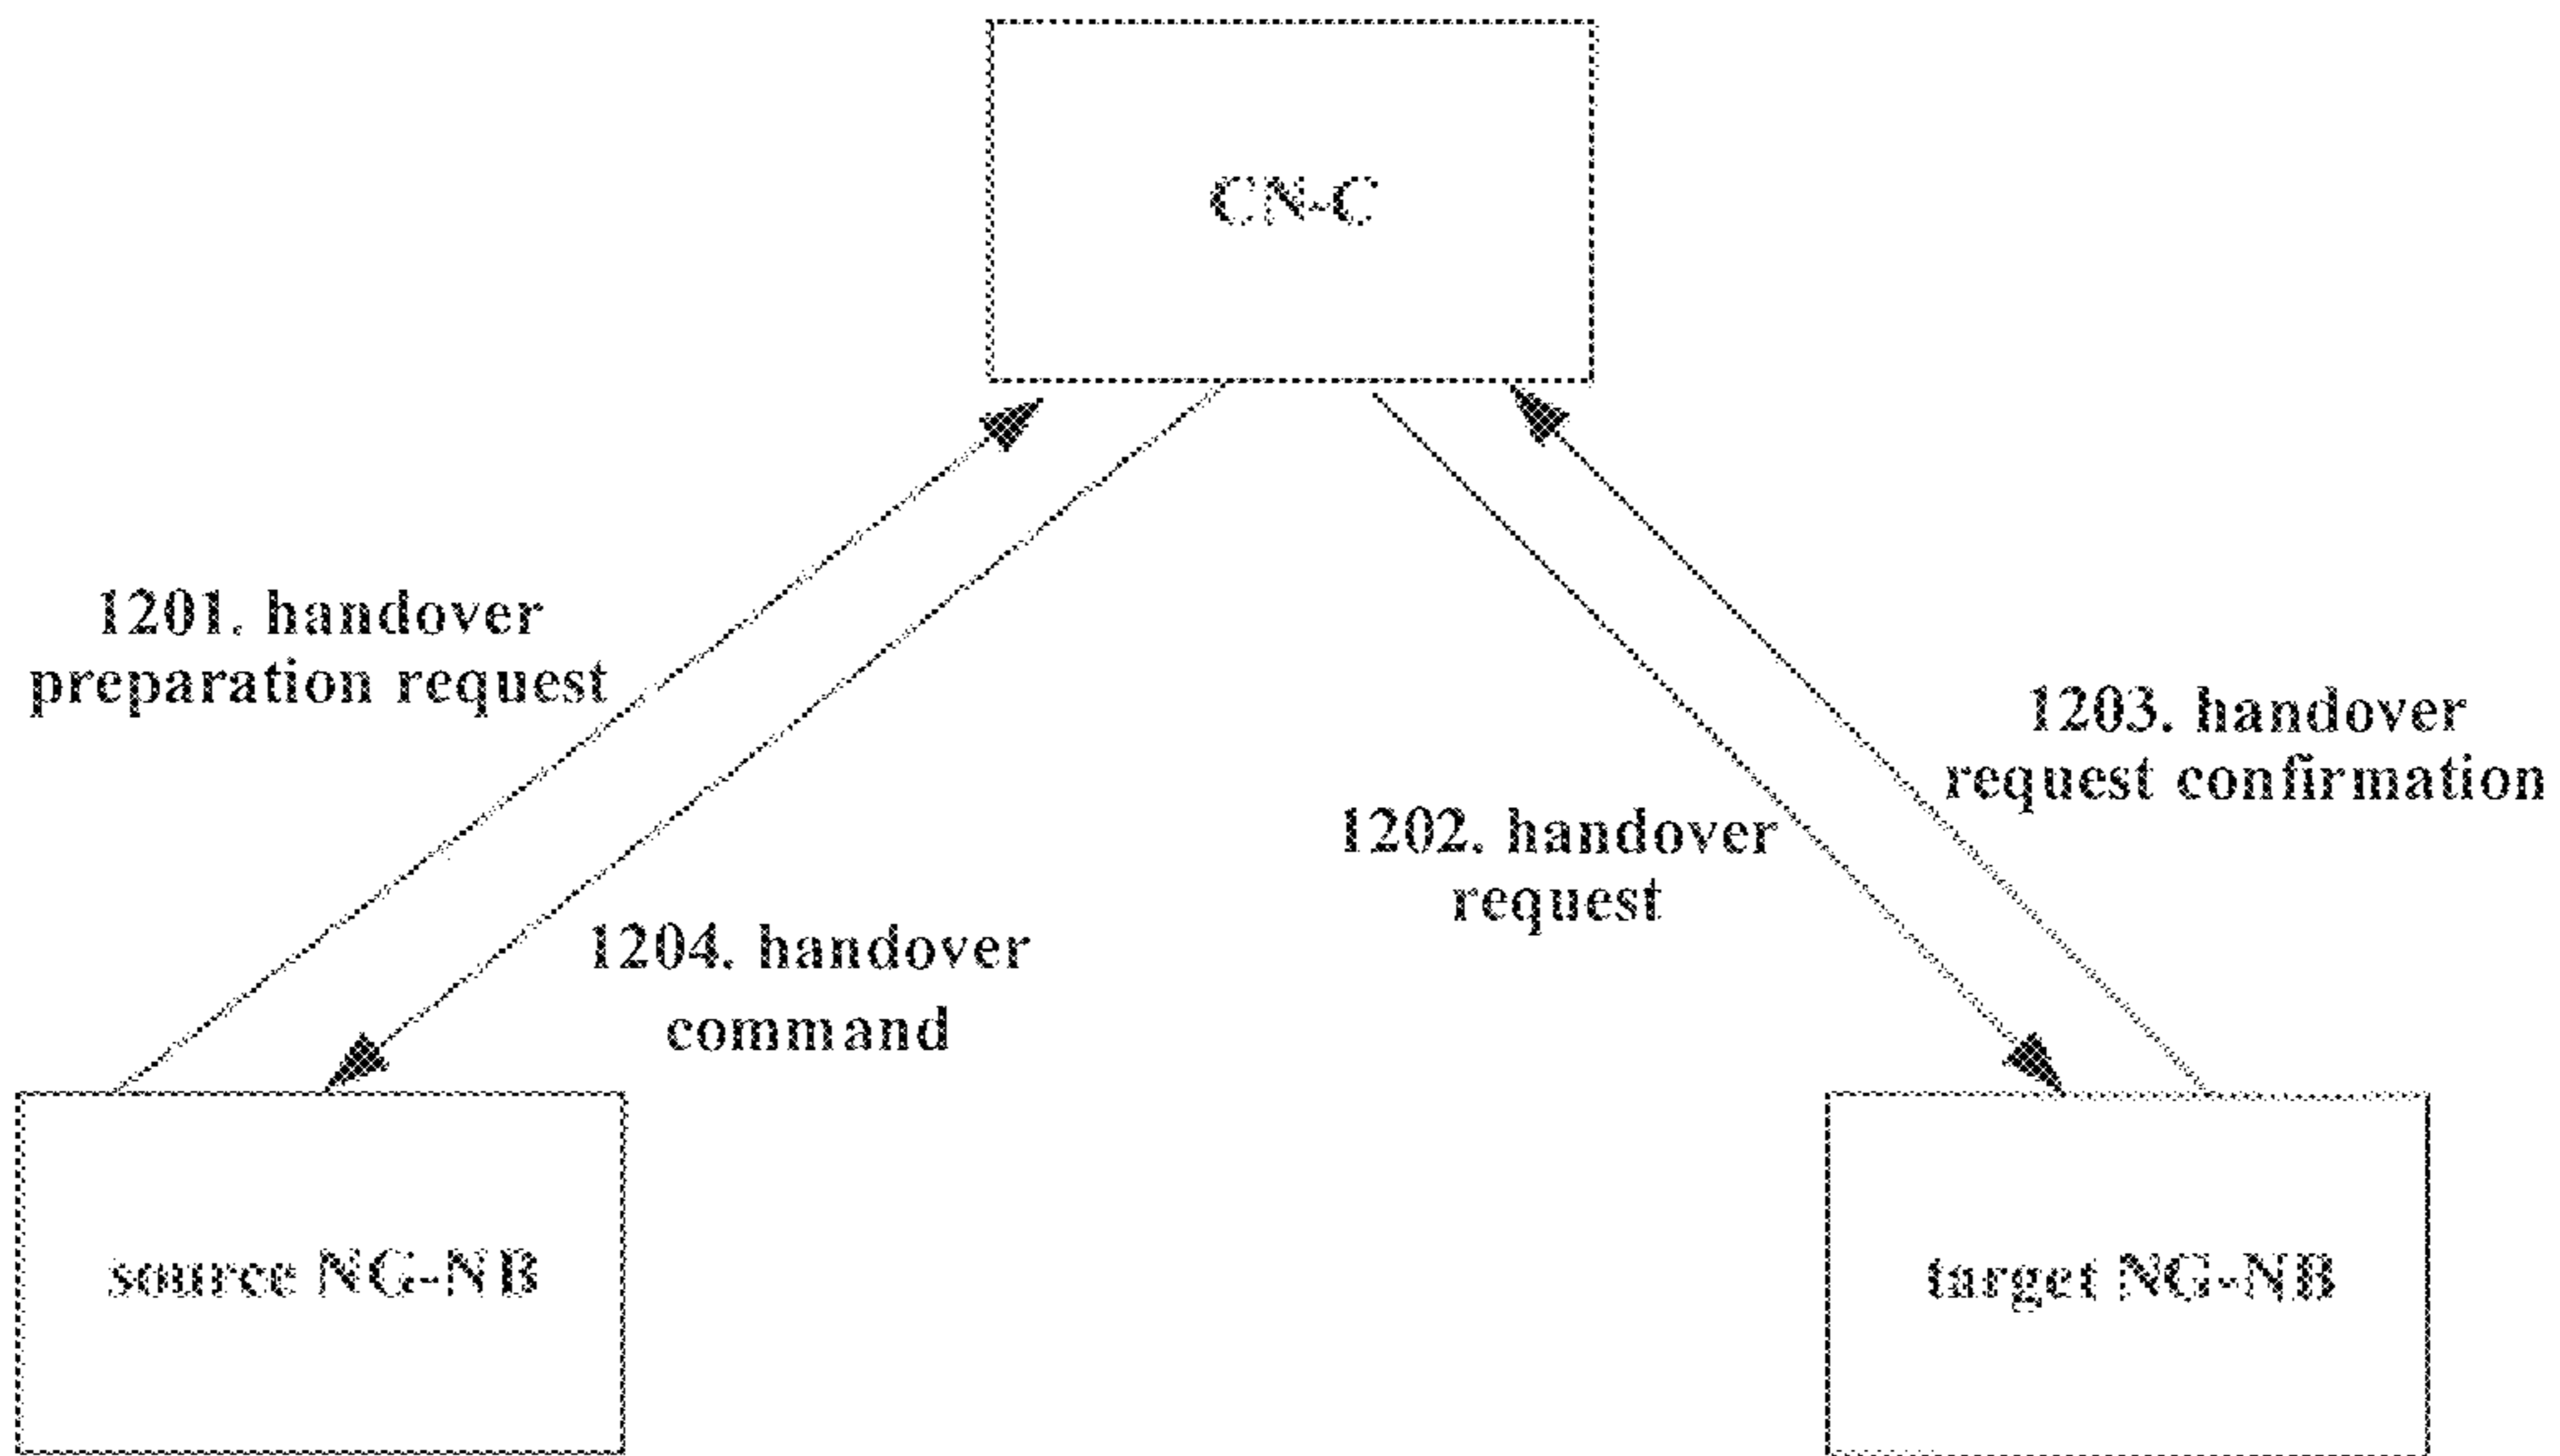 CN-C
1201. handover
preparation request
1203. handover
request confirmation
1202. handover
request
1204. handover
command
source NG-NB
target NG-NB